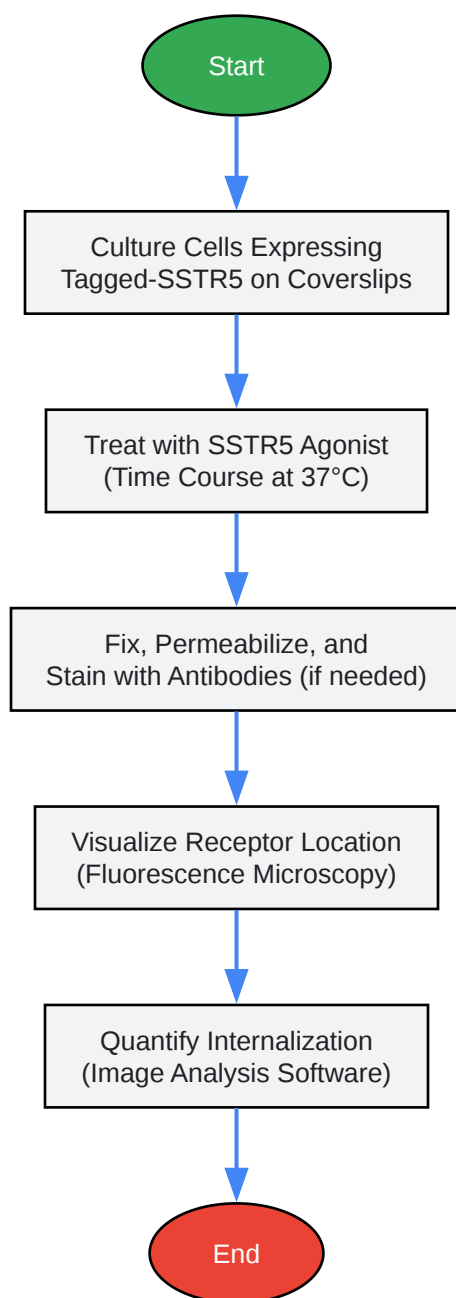 Start
Culture Cells Expressing
Tagged-SSTR5 on Coverslips
Treat with SSTR5 Agonist
(Time Course at 37°C)
Fix, Permeabilize, and
Stain with Antibodies (if needed)
Visualize Receptor Location
(Fluorescence Microscopy)
Quantify Internalization
(Image Analysis Software)
End